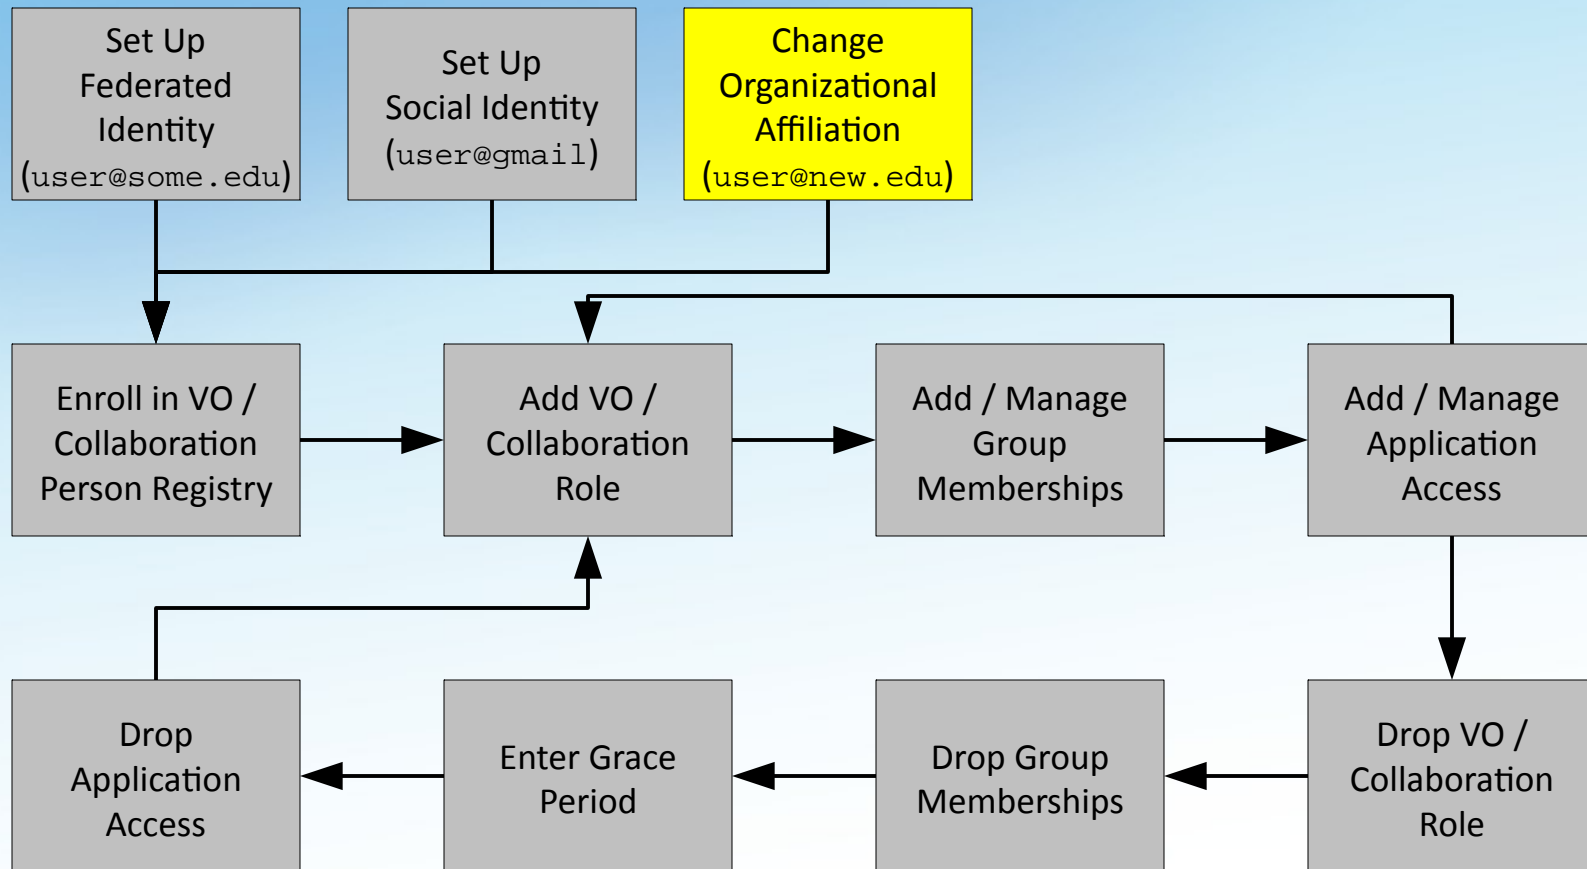 Set Up
Federated
Identity
(user@some.edu)
Set Up
Social Identity
(user@gmail)
Change
Organizational
Affiliation
(user@new.edu)
Enroll in VO /
Collaboration
Person Registry
Add VO /
Collaboration
Role
Add / Manage
Group
Memberships
Add / Manage
Application
Access
Drop
Application
Access
Enter Grace
Period
Drop Group
Memberships
Drop VO /
Collaboration
Role